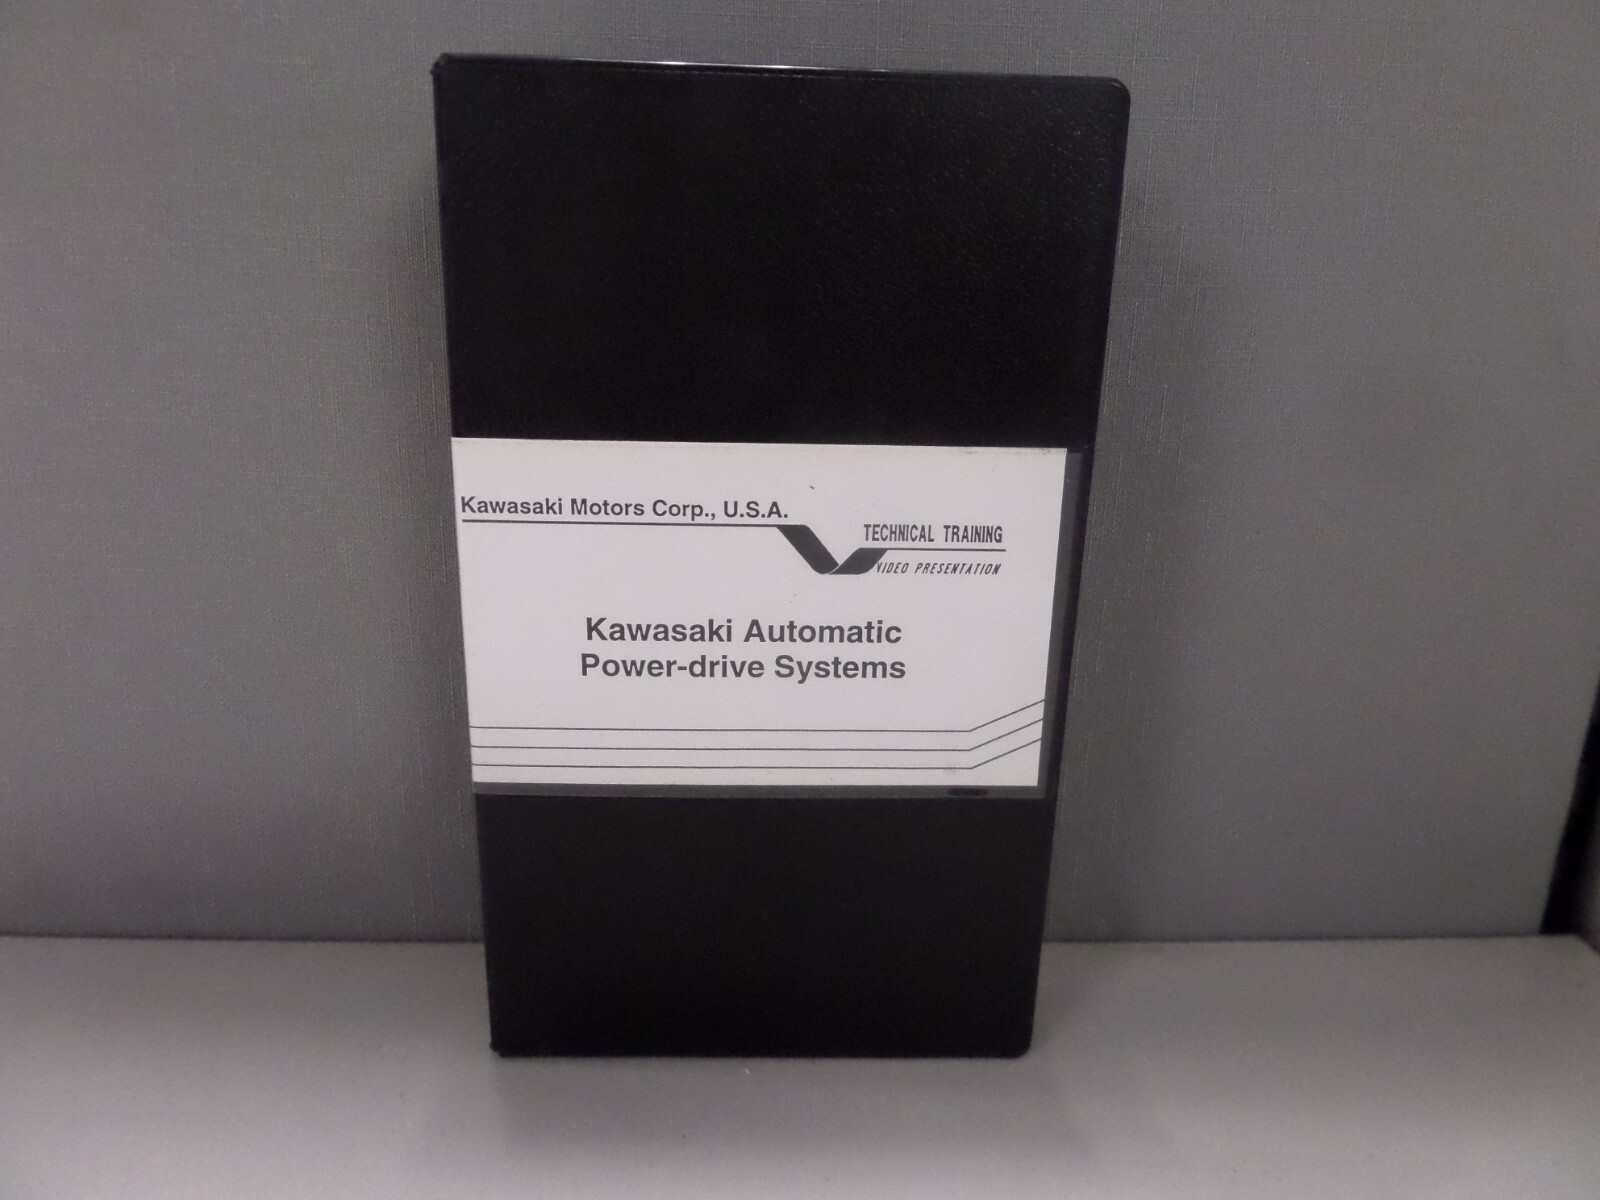 Kawasaki Motors Corp., U.S.A.
TECHNICAL TRAINING
VIDEO PRESENTATION
Kawasaki Automatic
Power-drive Systems